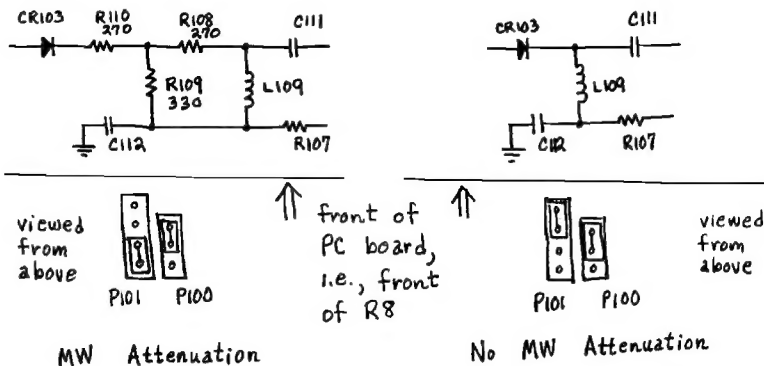 CR103 R110 270 R108 270 C111
R109 330 L109
C112 R107
CR103 C111
L109
C112 R107
viewed from above
P101 P100
MW Attenuation
front of
PC board,
i.e., front
of R8
viewed
from
above
P101 P100
No MW Attenuation